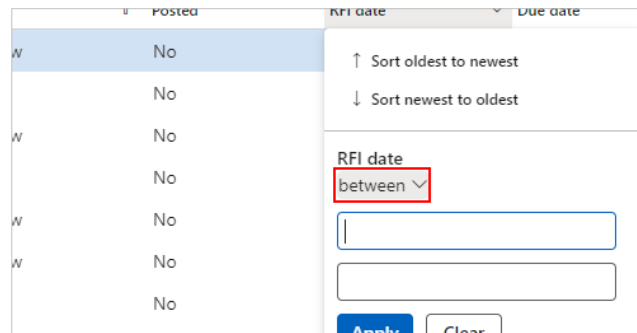 Posted RFI date Due date
w No
↑ Sort oldest to newest
No
↓ Sort newest to oldest
w No
RFI date
No
between
w No
w No
No
Apply Clear